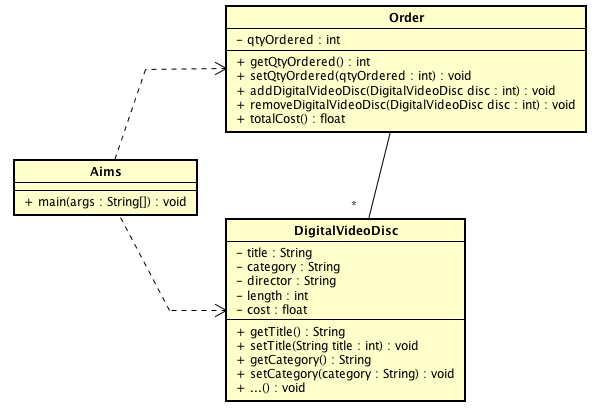 Order
- qtyOrdered : int
+ getQtyOrdered() : int
+ setQtyOrdered(qtyOrdered : int) : void
+ addDigitalVideoDisc(DigitalVideoDisc disc : int) : void
+ removeDigitalVideoDisc(DigitalVideoDisc disc : int) : void
+ totalCost() : float
Aims
+ main(args : String[]) : void
*
DigitalVideoDisc
- title : String
- category : String
- director : String
- length : int
- cost : float
+ getTitle() : String
+ setTitle(String title : int) : void
+ getCategory() : String
+ setCategory(category : String) : void
+ ...() : void